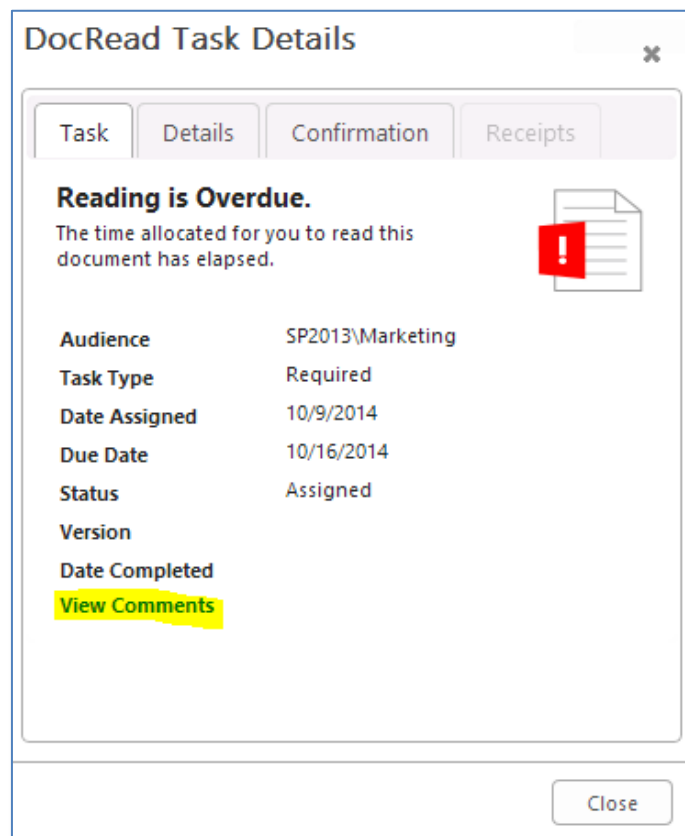 DocRead Task Details
Task Details Confirmation Receipts
Reading is Overdue.
The time allocated for you to read this
document has elapsed.
Audience SP2013\Marketing
Task Type Required
Date Assigned 10/9/2014
Due Date 10/16/2014
Status Assigned
Version
Date Completed
View Comments
Close